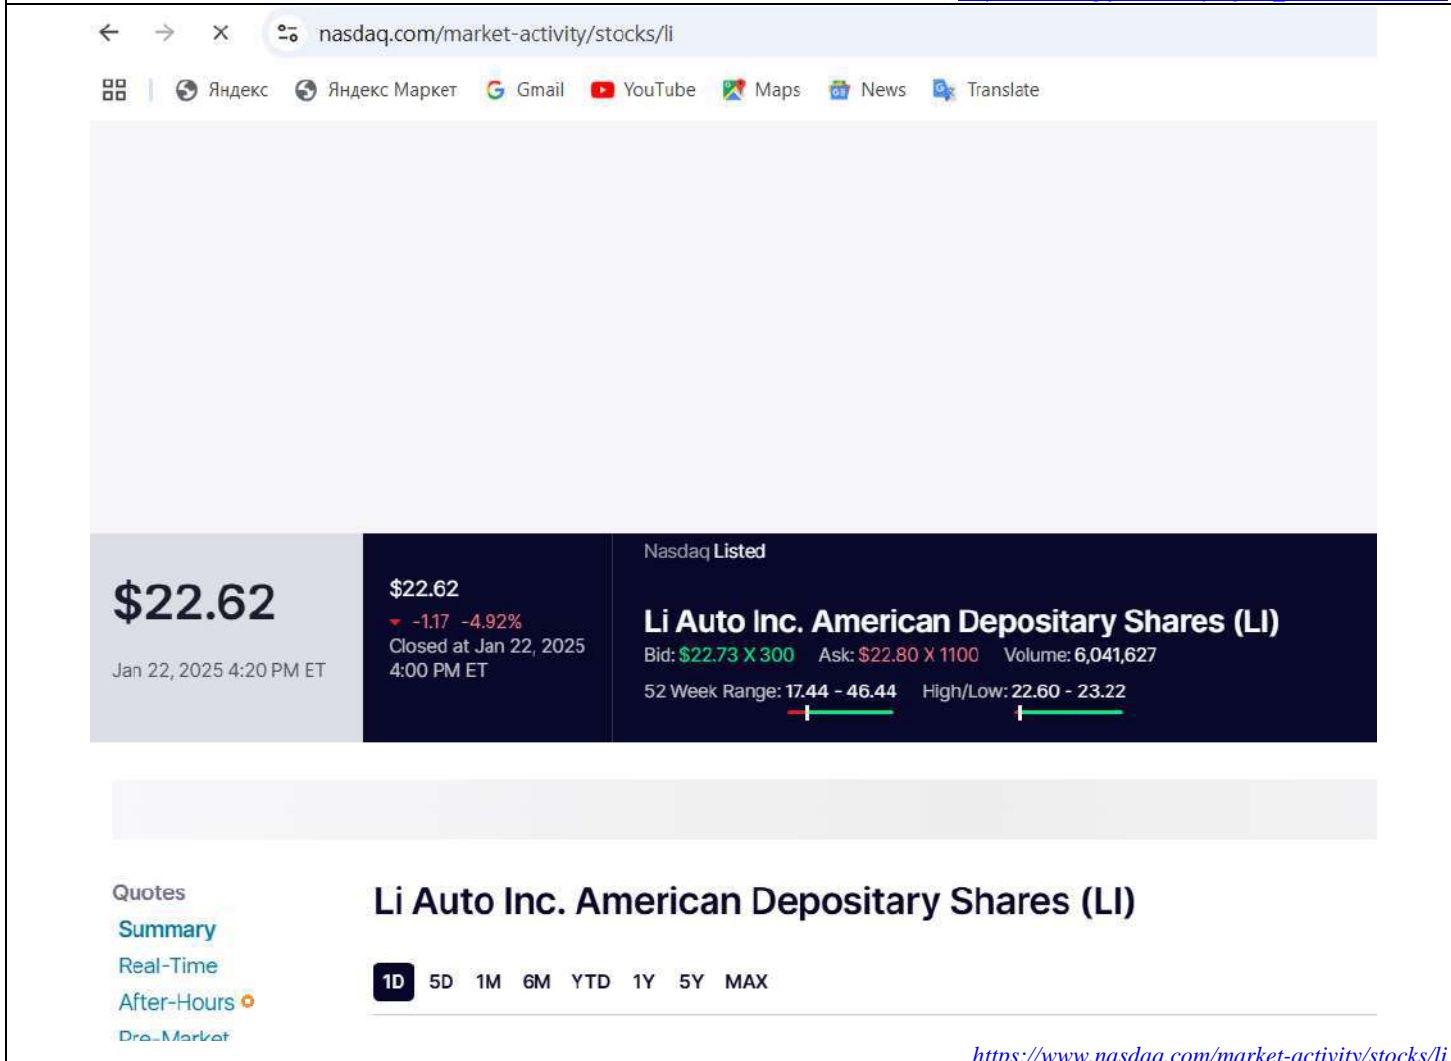 nasdaq.com/market-activity/stocks/li
Яндекс Яндекс Маркет Gmail YouTube Maps News Translate
$22.62
Jan 22, 2025 4:20 PM ET
$22.62
-1.17 -4.92%
Closed at Jan 22, 2025
4:00 PM ET
Nasdaq Listed
Li Auto Inc. American Depositary Shares (LI)
Bid: $22.73 X 300 Ask: $22.80 X 1100 Volume: 6,041,627
52 Week Range: 17.44 - 46.44 High/Low: 22.60 - 23.22
Quotes
Summary
Real-Time
After-Hours
Pre-Market
Li Auto Inc. American Depositary Shares (LI)
1D 5D 1M 6M YTD 1Y 5Y MAX
https://www.nasdaq.com/market-activity/stocks/li